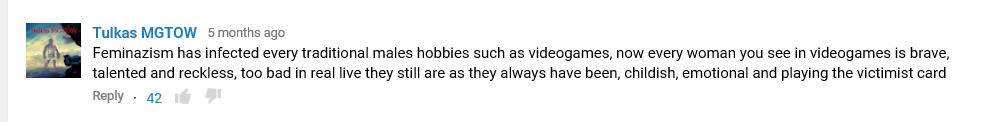 Tulkas MGTOW
Tulkas MGTOW 5 months ago
Feminazism has infected every traditional males hobbies such as videogames, now every woman you see in videogames is brave,
talented and reckless, too bad in real live they still are as they always have been, childish, emotional and playing the victimist card
Reply · 42